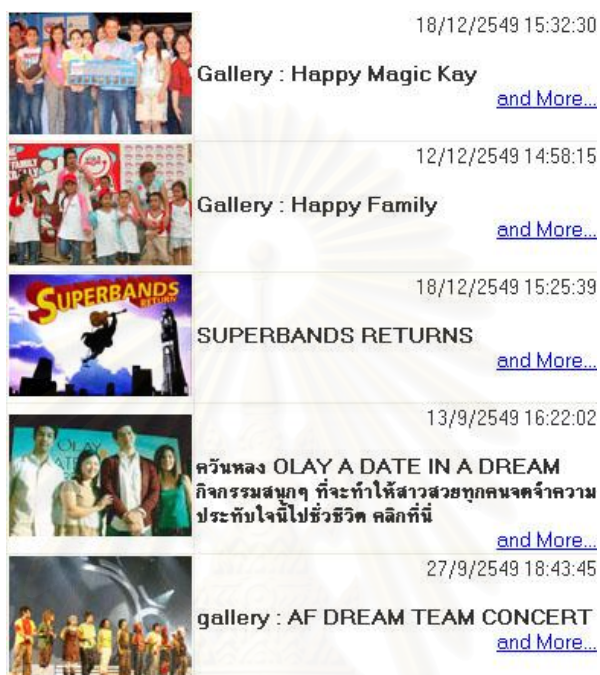 18/12/2549 15:32:30
Gallery : Happy Magic Kay
and More...
12/12/2549 14:58:15
Gallery : Happy Family
and More...
SUPERBANDS
RETURN
18/12/2549 15:25:39
SUPERBANDS RETURNS
and More...
OLAY
13/9/2549 16:22:02
ควันหลง OLAY A DATE IN A DREAM
กิจกรรมสนุกๆ ที่จะทำให้สาวสวยทุกคนจดจำความ
ประทับใจนี้ไปชั่วชีวิต คลิกที่นี่
and More...
27/9/2549 18:43:45
gallery : AF DREAM TEAM CONCERT
and More...